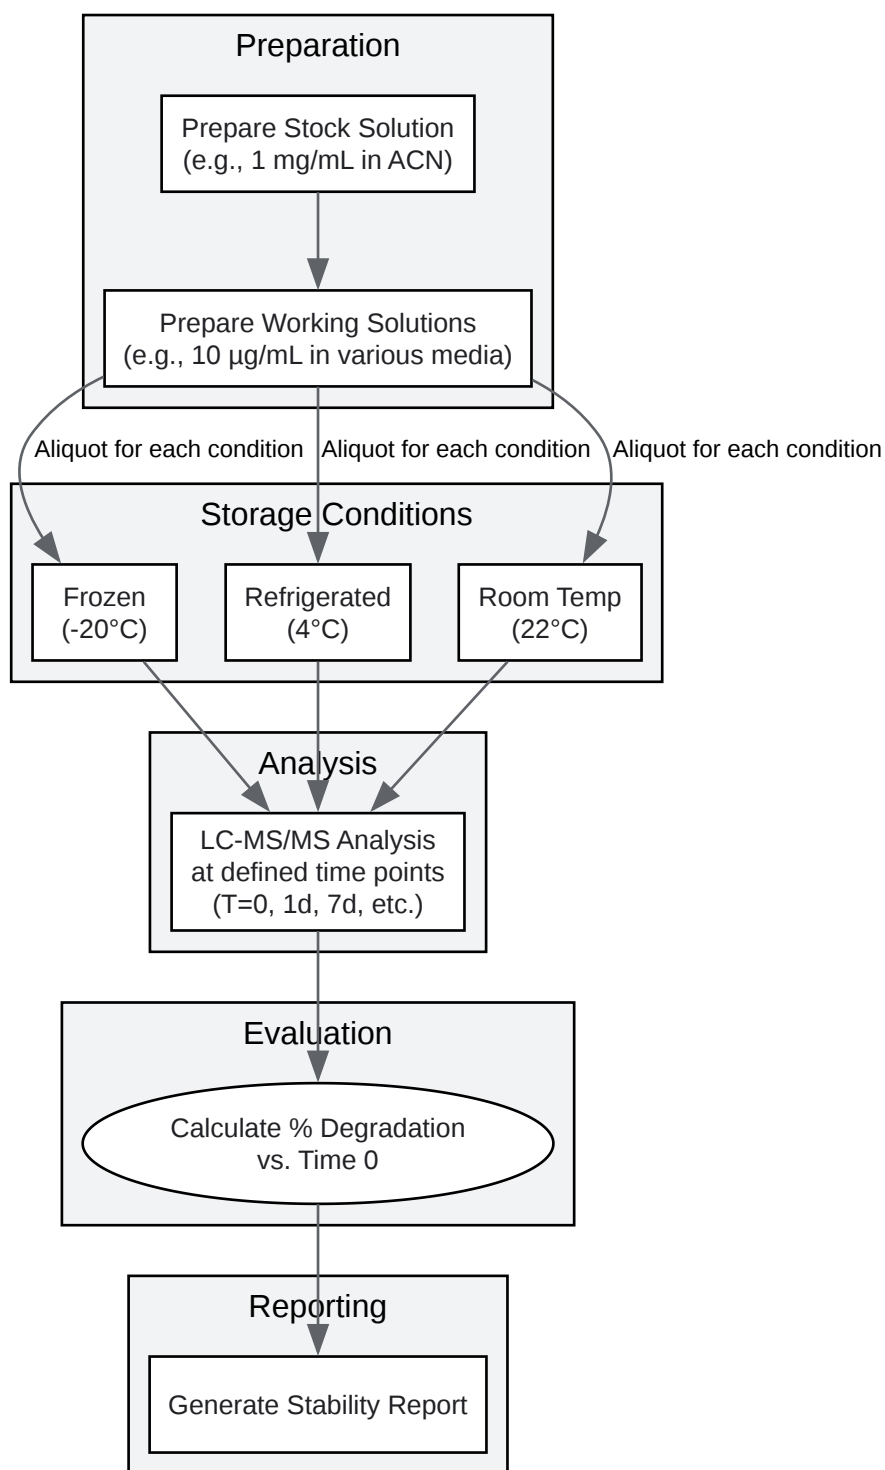 Preparation
Prepare Stock Solution
(e.g., 1 mg/mL in ACN)
Prepare Working Solutions
(e.g., 10 µg/mL in various media)
Aliquot for each condition
Aliquot for each condition
Aliquot for each condition
Storage Conditions
Frozen
(-20°C)
Refrigerated
(4°C)
Room Temp
(22°C)
Analysis
LC-MS/MS Analysis
at defined time points
(T=0, 1d, 7d, etc.)
Evaluation
Calculate % Degradation
vs. Time 0
Reporting
Generate Stability Report